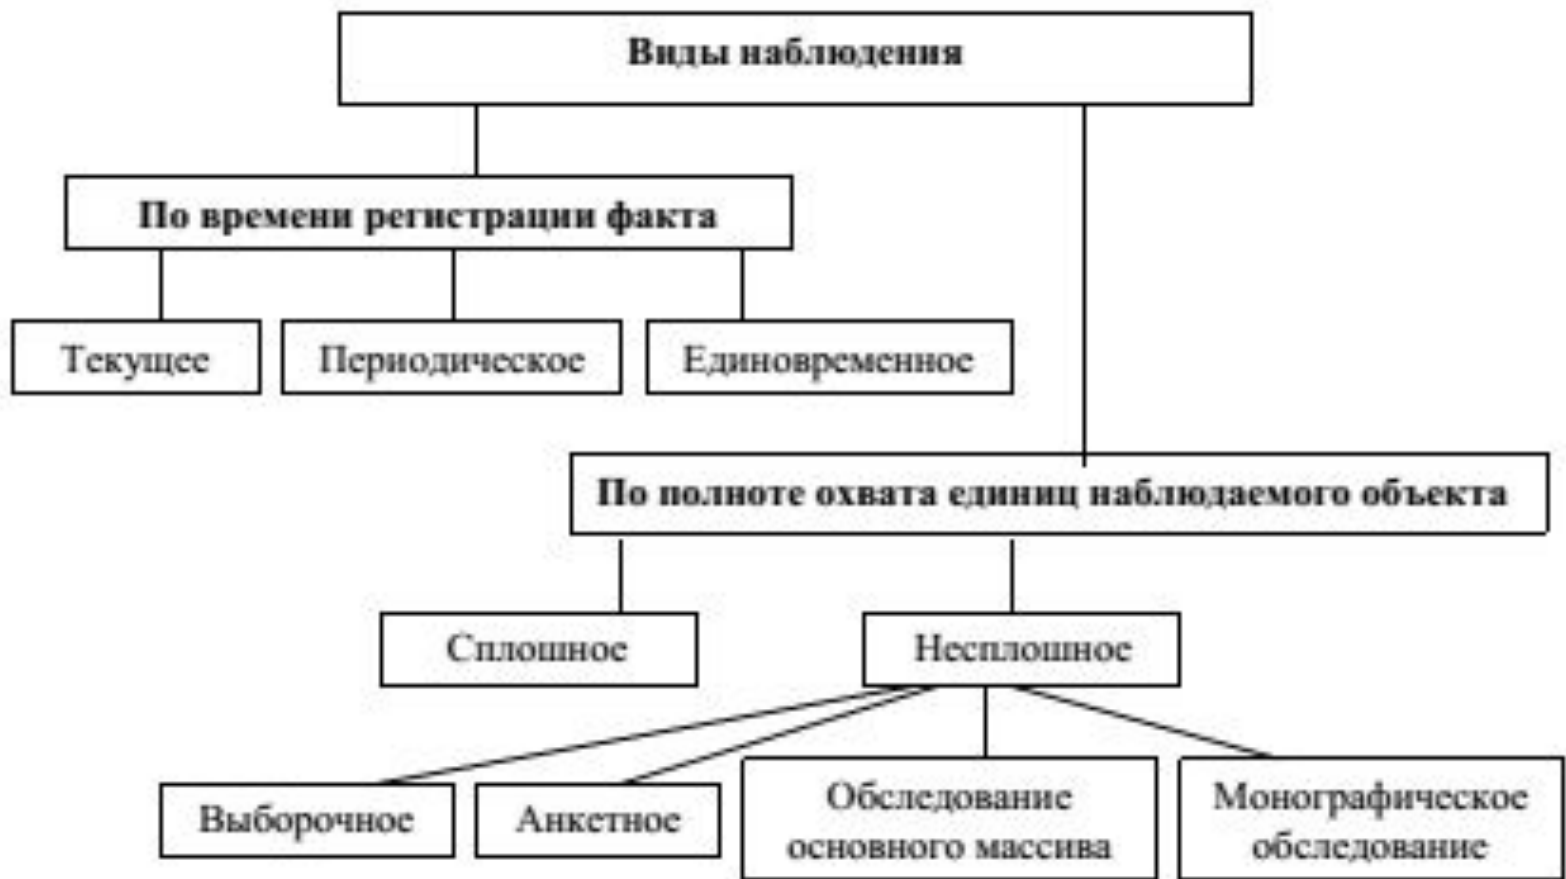 Виды наблюдения
По времени регистрации факта
Текущее
Периодическое
Единовременное
По полноте охвата единиц наблюдаемого объекта
Сплошное
Несплошное
Выборочное
Анкетное
Обследование
основного массива
Монографическое
обследование